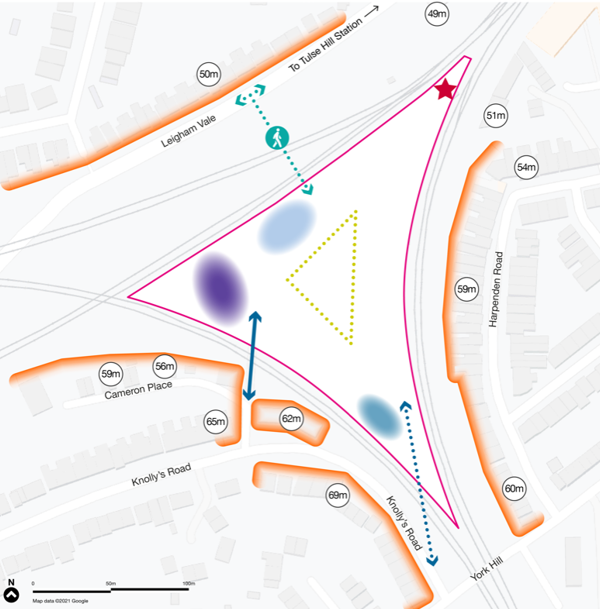 49m
To Tulse Hill Station
50m
Leigham Vale
51m
54m
Harpenden Road
59m
59m
56m
Cameron Place
65m
62m
Knolly's Road
69m
Knolly's Road
60m
York Hill
N
0 50m 100m
Map data ©2021 Google